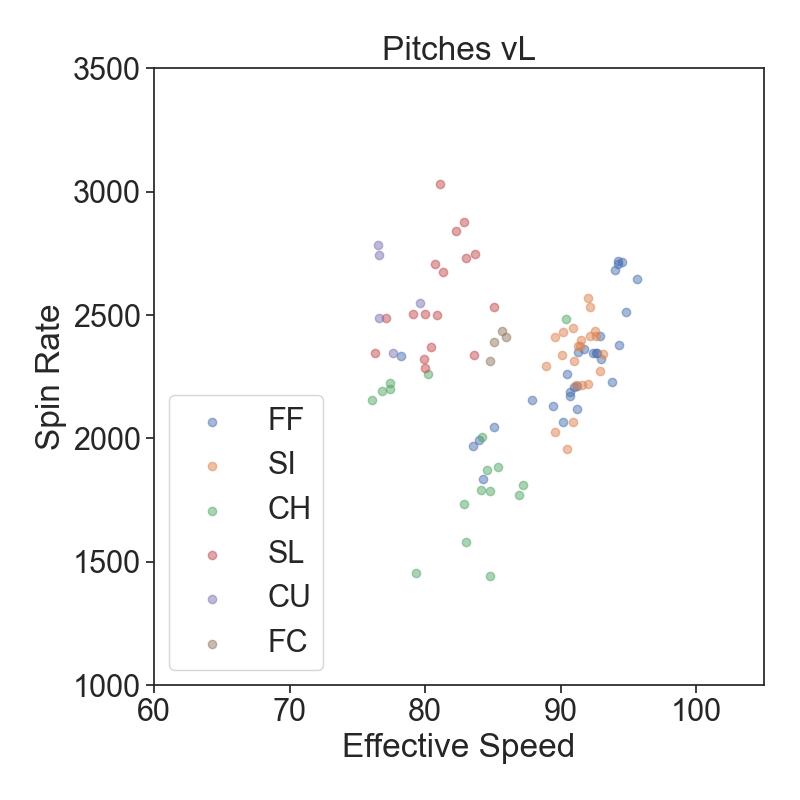 Pitches vL
3500
3000
2500
2000
1500
1000
Spin Rate
FF
SI
CH
SL
CU
FC
60
70
80
90
100
Effective Speed